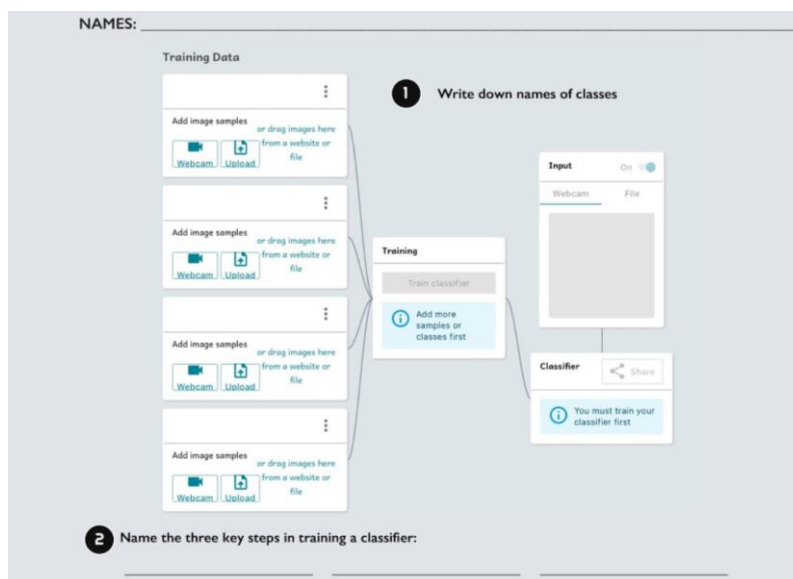 NAMES:
Training Data
1 Write down names of classes
Add image samples
or drag images here
from a website or
file
Webcam
Upload
Add image samples
or drag images here
from a website or
file
Webcam
Upload
Add image samples
or drag images here
from a website or
file
Webcam
Upload
Add image samples
or drag images here
from a website or
file
Webcam
Upload
Training
Train classifier
Add more
samples or
classes first
Input On
Webcam File
Classifier Share
You must train your
classifier first
2 Name the three key steps in training a classifier: